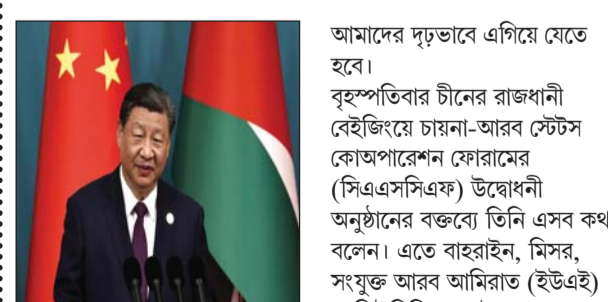 আমাদের দৃঢ়ভাবে এগিয়ে যেতে
হবে।
বৃহস্পতিবার চীনের রাজধানী
বেইজিংয়ে চায়না-আরব স্টেটস
কোঅপারেশন ফোরামের
(সিএএসসিএফ) উদ্বোধনী
অনুষ্ঠানের বক্তব্যে তিনি এসব কথ
বলেন। এতে বাহরাইন, মিসর,
সংযুক্ত আরব আমিরাত (ইউএই)